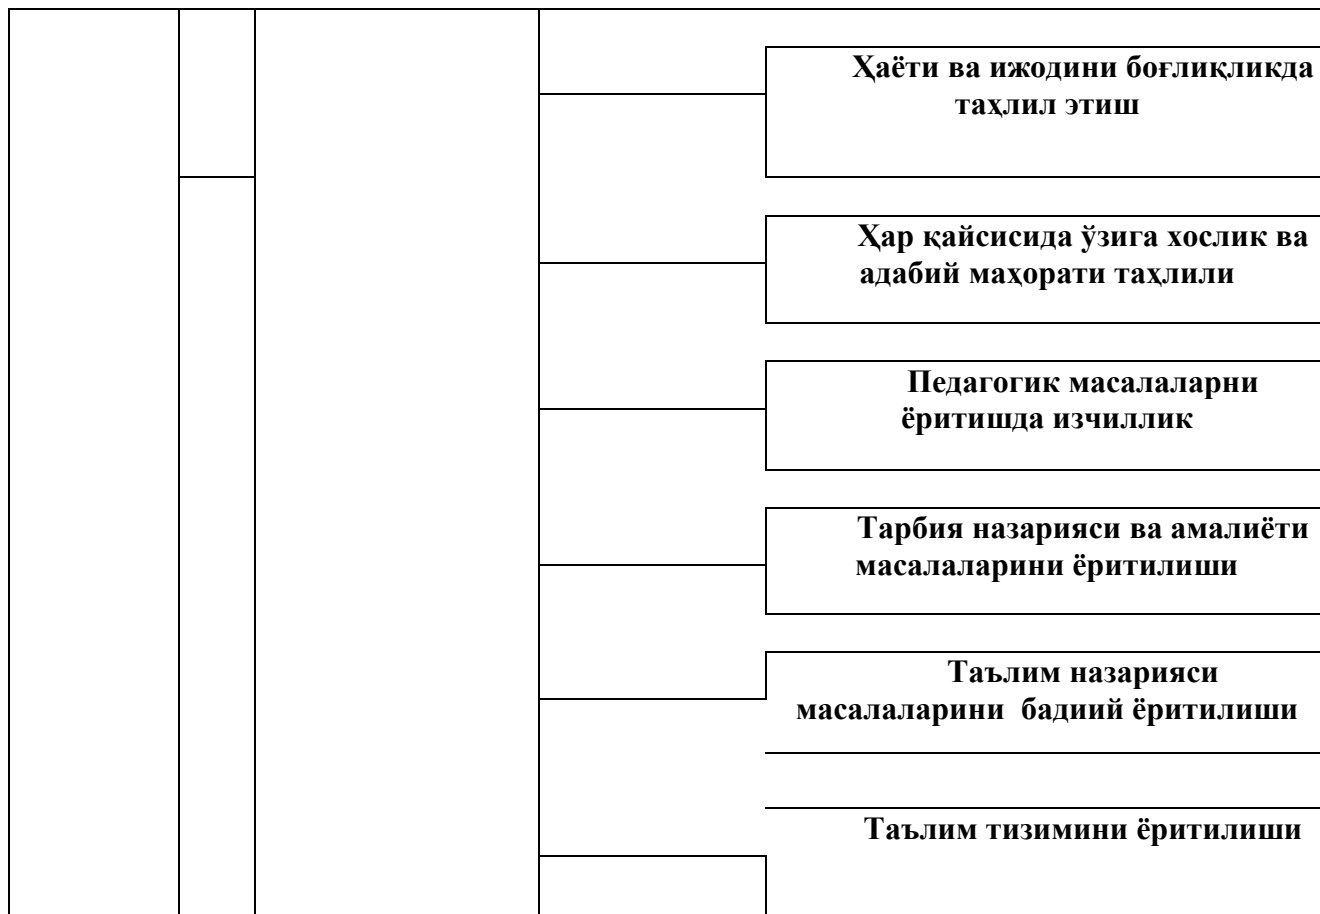 Ҳаёти ва ижодини боғлиқликда
таҳлил этиш
Ҳар қайсисида ўзига хослик ва
адабий маҳорати таҳлили
Педагогик масалаларни
ёритишда изчиллик
Тарбия назарияси ва амалиёти
масалаларини ёритилиши
Таълим назарияси
масалаларини бадиий ёритилиши
Таълим тизимини ёритилиши